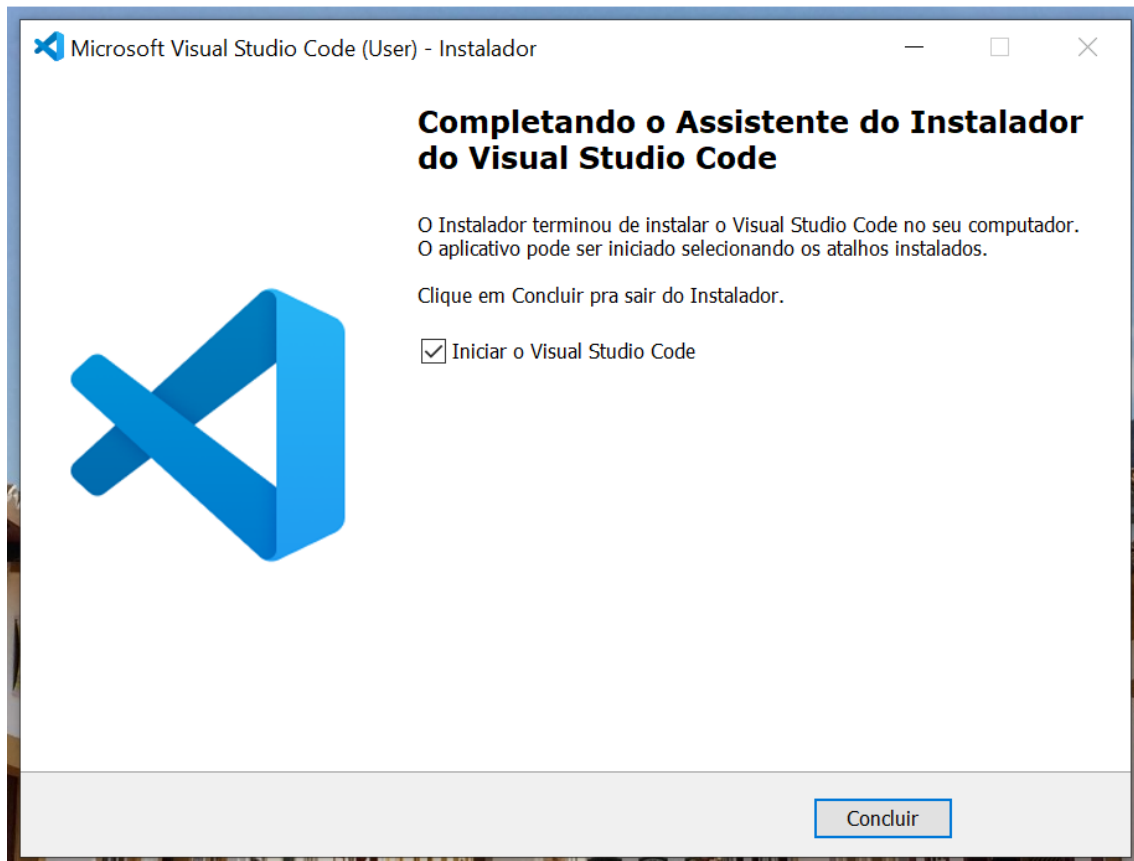 Microsoft Visual Studio Code (User) - Instalador
Completando o Assistente do Instalador
do Visual Studio Code
O Instalador terminou de instalar o Visual Studio Code no seu computador.
O aplicativo pode ser iniciado selecionando os atalhos instalados.
Clique em Concluir pra sair do Instalador.
Iniciar o Visual Studio Code
Concluir